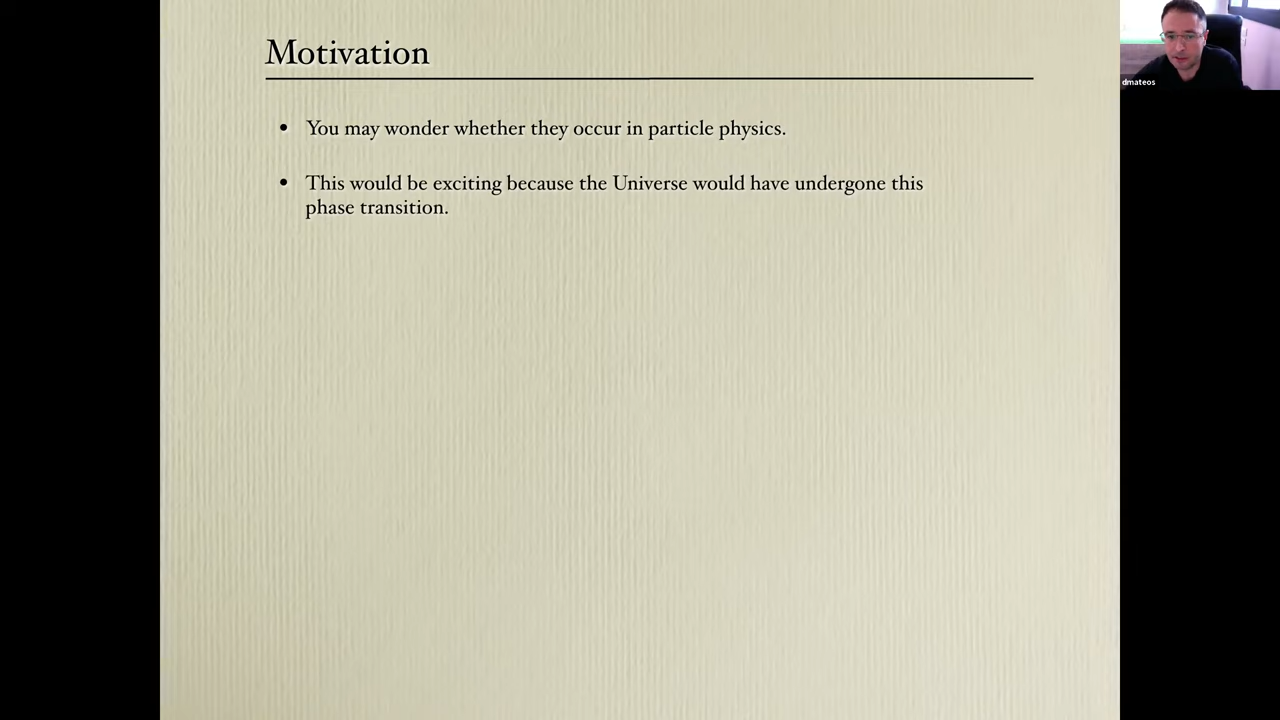 Motivation
dmateos
• You may wonder whether they occur in particle physics.
• This would be exciting because the Universe would have undergone this
phase transition.